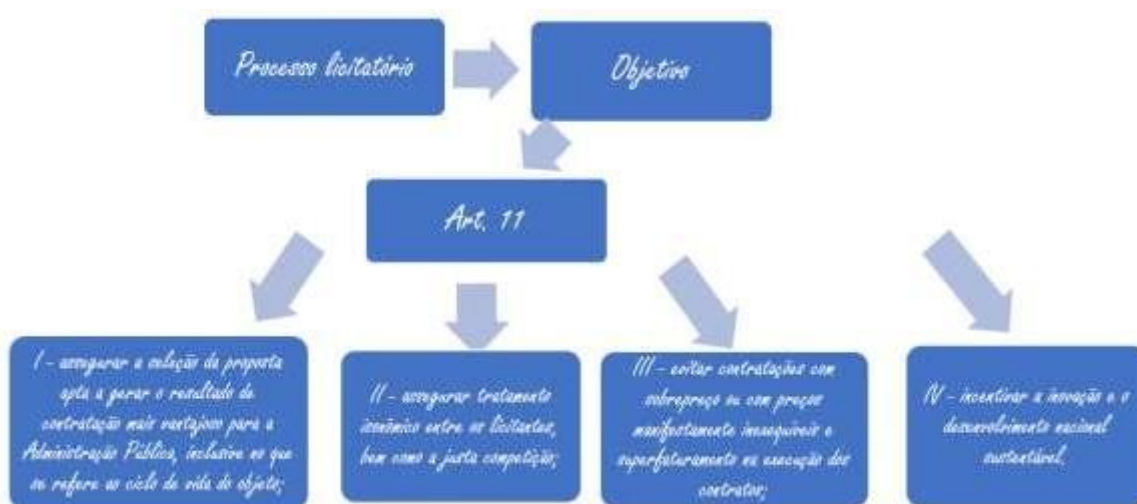 Processo licitatório
Objetivo
Art. 11
I - assegurar a seleção da proposta
apta a gerar o resultado de
contratação mais vantajoso para a
Administração Pública, inclusive no que
se refere ao ciclo de vida do objeto;
II - assegurar tratamento
isonômico entre os licitantes,
bem como a justa competição;
III - evitar contratações com
sobrepreço ou com preços
manifestamente inexequíveis e
superfaturamento na execução dos
contratos;
IV - incentivar a inovação e o
desenvolvimento nacional
sustentável.